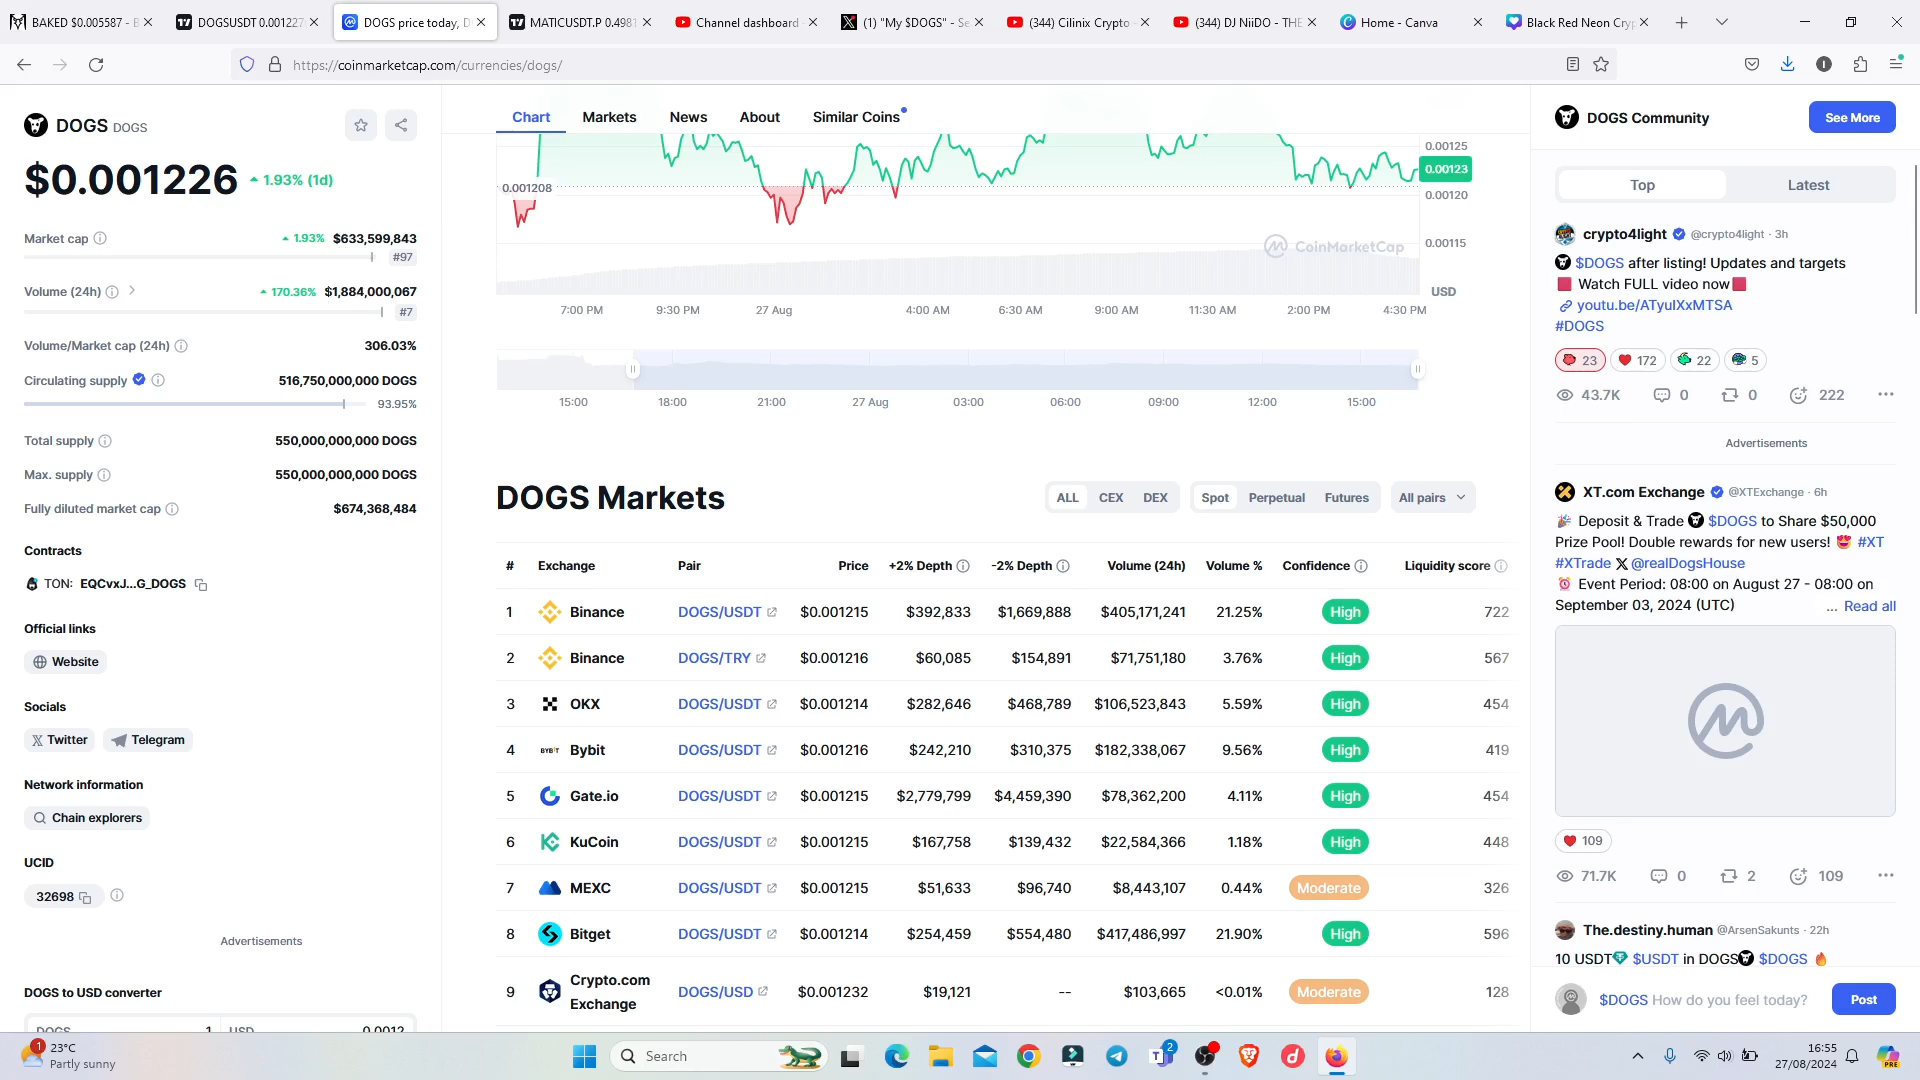 BAKED $0.005587 - B
DOGSUSDT 0.001227
DOGS price today, D
MATICUSDT.P 0.4981
Channel dashboard -
(1) "My $DOGS" - Se
(344) Cilinix Crypto -
(344) DJ NiiDO - THE
Home - Canva
Black Red Neon Cryp
https://coinmarketcap.com/currencies/dogs/
DOGS DOGS
$0.001226 1.93% (1d)
Market cap 1.93% $633,599,843
#97
Volume (24h) 170.36% $1,884,000,067
#7
Volume/Market cap (24h) 306.03%
Circulating supply 516,750,000,000 DOGS
93.95%
Total supply 550,000,000,000 DOGS
Max. supply 550,000,000,000 DOGS
Fully diluted market cap $674,368,484
Contracts
TON: EQCvxJ...G_DOGS
Official links
Website
Socials
Twitter Telegram
Network information
Chain explorers
UCID
32698
Advertisements
DOGS to USD converter
DOGS 1 USD 0.0012
Chart Markets News About Similar Coins
0.00125
0.00123
0.001208
0.00120
0.00115
CoinMarketCap
USD
7:00 PM 9:30 PM 27 Aug 4:00 AM 6:30 AM 9:00 AM 11:30 AM 2:00 PM 4:30 PM
15:00 18:00 21:00 27 Aug 03:00 06:00 09:00 12:00 15:00
DOGS Markets
ALL CEX DEX Spot Perpetual Futures All pairs
# Exchange Pair Price +2% Depth -2% Depth Volume (24h) Volume % Confidence Liquidity score
1 Binance DOGS/USDT $0.001215 $392,833 $1,669,888 $405,171,241 21.25% High 722
2 Binance DOGS/TRY $0.001216 $60,085 $154,891 $71,751,180 3.76% High 567
3 OKX DOGS/USDT $0.001214 $282,646 $468,789 $106,523,843 5.59% High 454
4 BYBIT Bybit DOGS/USDT $0.001216 $242,210 $310,375 $182,338,067 9.56% High 419
5 Gate.io DOGS/USDT $0.001215 $2,779,799 $4,459,390 $78,362,200 4.11% High 454
6 KuCoin DOGS/USDT $0.001215 $167,758 $139,432 $22,584,366 1.18% High 448
7 MEXC DOGS/USDT $0.001215 $51,633 $96,740 $8,443,107 0.44% Moderate 326
8 Bitget DOGS/USDT $0.001214 $254,459 $554,480 $417,486,997 21.90% High 596
9 Crypto.com Exchange DOGS/USD $0.001232 $19,121 -- $103,665 <0.01% Moderate 128
DOGS Community See More
Top Latest
crypto4light @crypto4light · 3h
$DOGS after listing! Updates and targets
Watch FULL video now
youtu.be/ATyuIXxMTSA
#DOGS
23 172 22 5
43.7K 0 0 222
Advertisements
XT.com Exchange @XTExchange · 6h
Deposit & Trade $DOGS to Share $50,000
Prize Pool! Double rewards for new users! #XT
#XTrade X @realDogsHouse
Event Period: 08:00 on August 27 - 08:00 on
September 03, 2024 (UTC) ... Read all
109
71.7K 0 2 109
The.destiny.human @ArsenSakunts · 22h
10 USDT $USDT in DOGS $DOGS
$DOGS How do you feel today? Post
1 23°C
Partly sunny
Search
2
PRE
16:55
27/08/2024